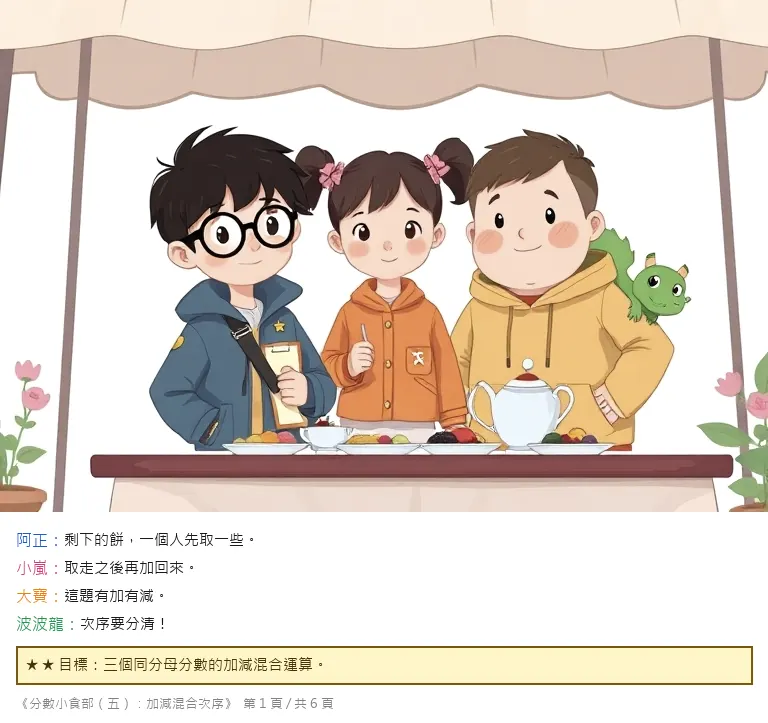 阿正：剩下的餅，一個人先取一些。
小嵐：取走之後再加回來。
大寶：這題有加有減。
波波龍：次序要分清！
★★目標：三個同分母分數的加減混合運算。
《分數小食部（五）：加減混合次序》 第1頁/共6頁